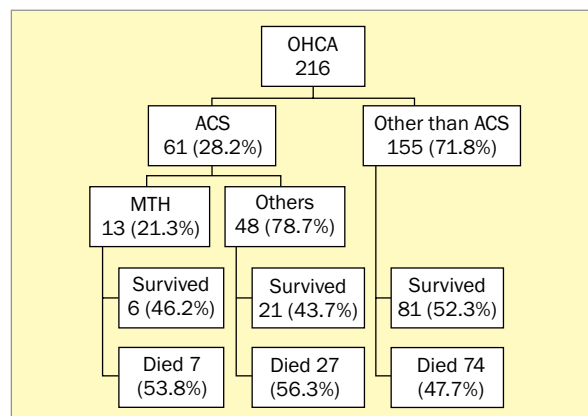 OHCA
216
ACS
61 (28.2%)
Other than ACS
155 (71.8%)
MTH
13 (21.3%)
Others
48 (78.7%)
Survived
6 (46.2%)
Survived
21 (43.7%)
Survived
81 (52.3%)
Died 7
(53.8%)
Died 27
(56.3%)
Died 74
(47.7%)